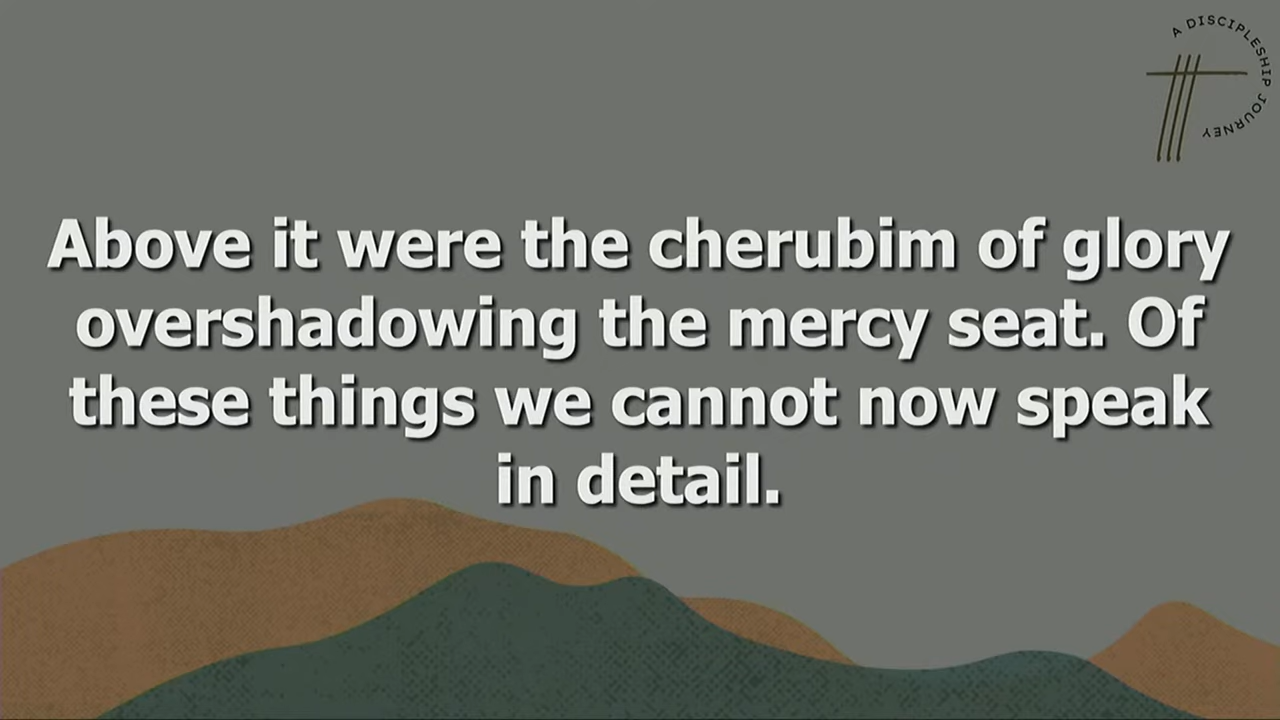 A DISCIPLESHIP JOURNEY
Above it were the cherubim of glory
overshadowing the mercy seat. Of
these things we cannot now speak
in detail.